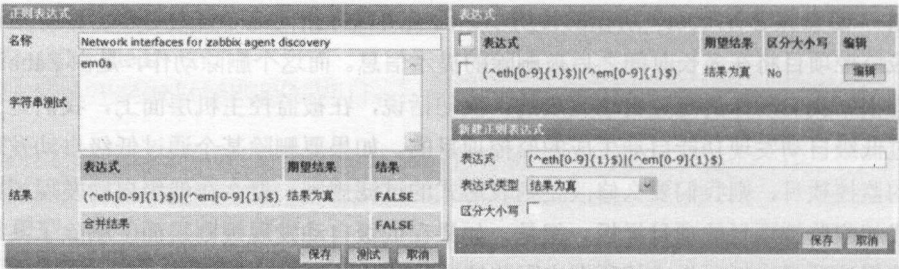 正则表达式
名称 Network interfaces for zabbix agent discovery
字符串测试 em0a
表达式 期望结果 结果
结果 (^eth[0-9]{1}$)|(^em[0-9]{1}$) 结果为真 FALSE
合并结果 FALSE
保存 测试 取消
表达式
表达式 期望结果 区分大小写 编辑
(^eth[0-9]{1}$)|(^em[0-9]{1}$) 结果为真 No 编辑
新建正则表达式
表达式 (^eth[0-9]{1}$)|(^em[0-9]{1}$)
表达式类型 结果为真
区分大小写
保存 取消